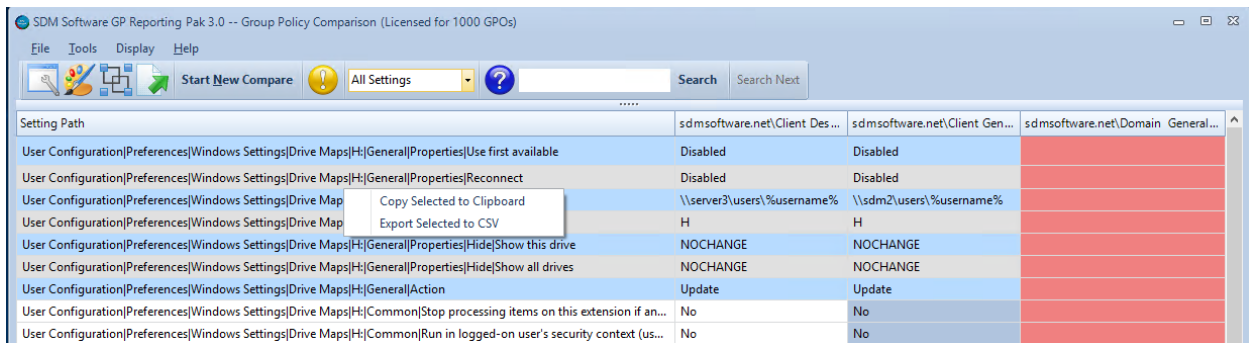 SDM Software GP Reporting Pak 3.0 -- Group Policy Comparison (Licensed for 1000 GPOs)
File Tools Display Help
Start New Compare All Settings Search Search Next
Setting Path sdmsoftware.net\Client Des... sdmsoftware.net\Client Gen... sdmsoftware.net\Domain General...
User Configuration|Preferences|Windows Settings|Drive Maps|H:|General|Properties|Use first available Disabled Disabled
User Configuration|Preferences|Windows Settings|Drive Maps|H:|General|Properties|Reconnect Disabled Disabled
User Configuration|Preferences|Windows Settings|Drive Map \\server3\users\%username% \\sdm2\users\%username%
Copy Selected to Clipboard
User Configuration|Preferences|Windows Settings|Drive Map H H
Export Selected to CSV
User Configuration|Preferences|Windows Settings|Drive Maps|H:|General|Properties|Hide|Show this drive NOCHANGE NOCHANGE
User Configuration|Preferences|Windows Settings|Drive Maps|H:|General|Properties|Hide|Show all drives NOCHANGE NOCHANGE
User Configuration|Preferences|Windows Settings|Drive Maps|H:|General|Action Update Update
User Configuration|Preferences|Windows Settings|Drive Maps|H:|Common|Stop processing items on this extension if an... No No
User Configuration|Preferences|Windows Settings|Drive Maps|H:|Common|Run in logged-on user's security context (us... No No